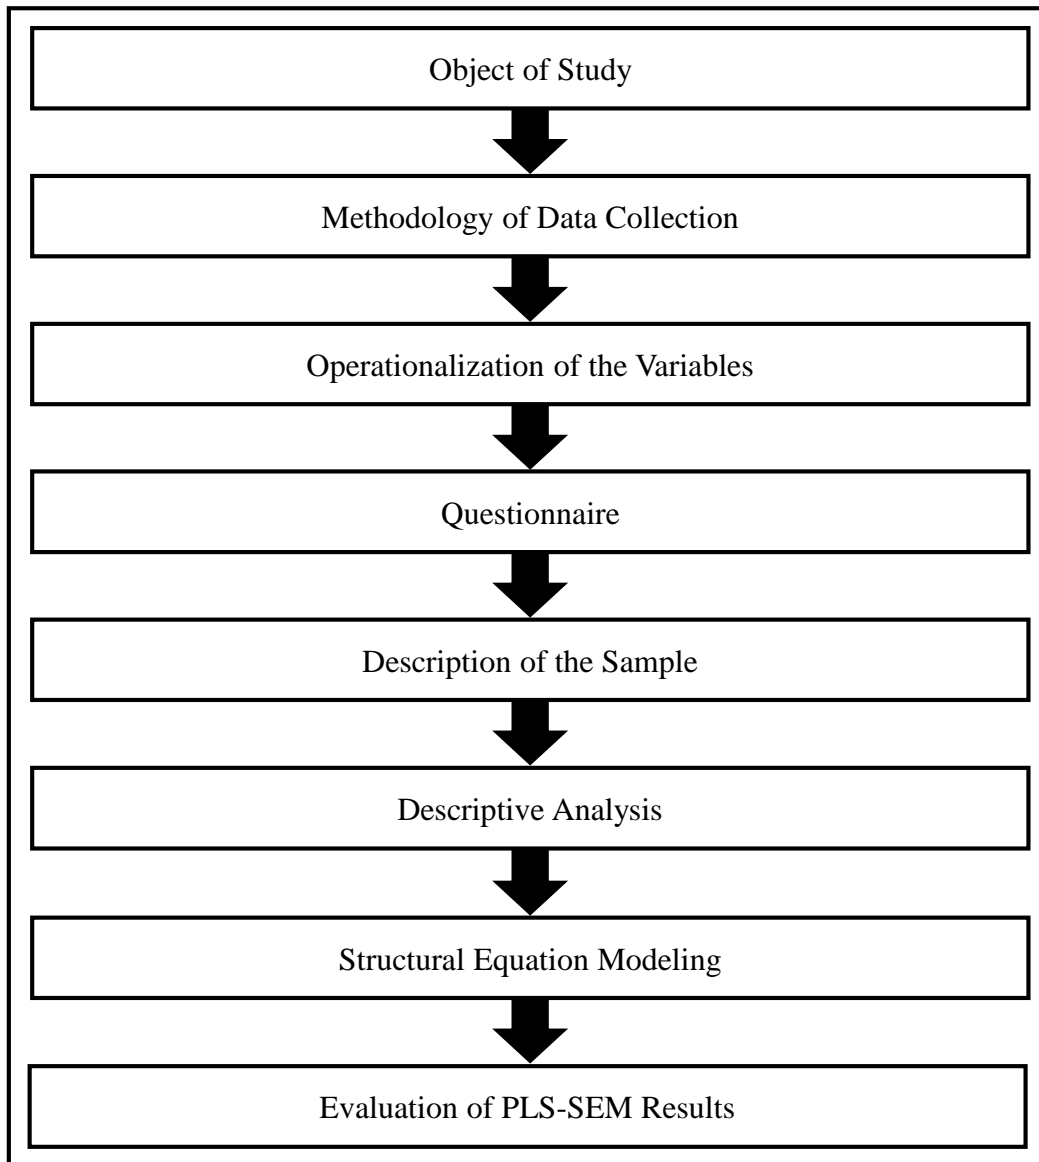 Object of Study
Methodology of Data Collection
Operationalization of the Variables
Questionnaire
Description of the Sample
Descriptive Analysis
Structural Equation Modeling
Evaluation of PLS-SEM Results